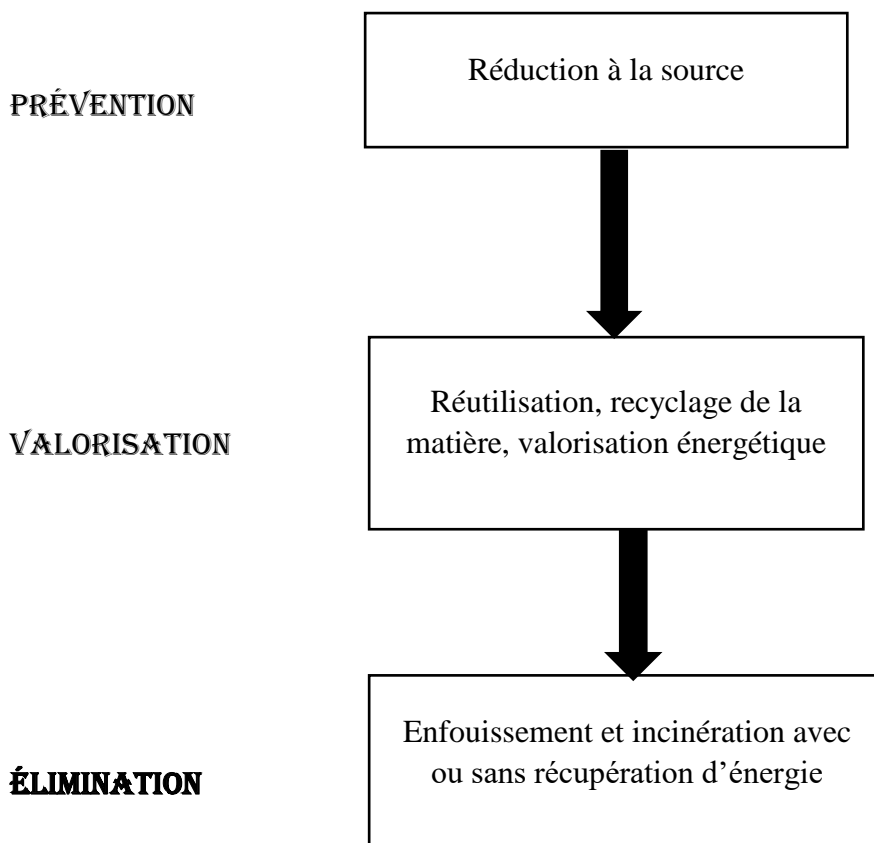 Réduction à la source
PRÉVENTION
Réutilisation, recyclage de la
matière, valorisation énergétique
VALORISATION
Enfouissement et incinération avec
ou sans récupération d’énergie
ÉLIMINATION